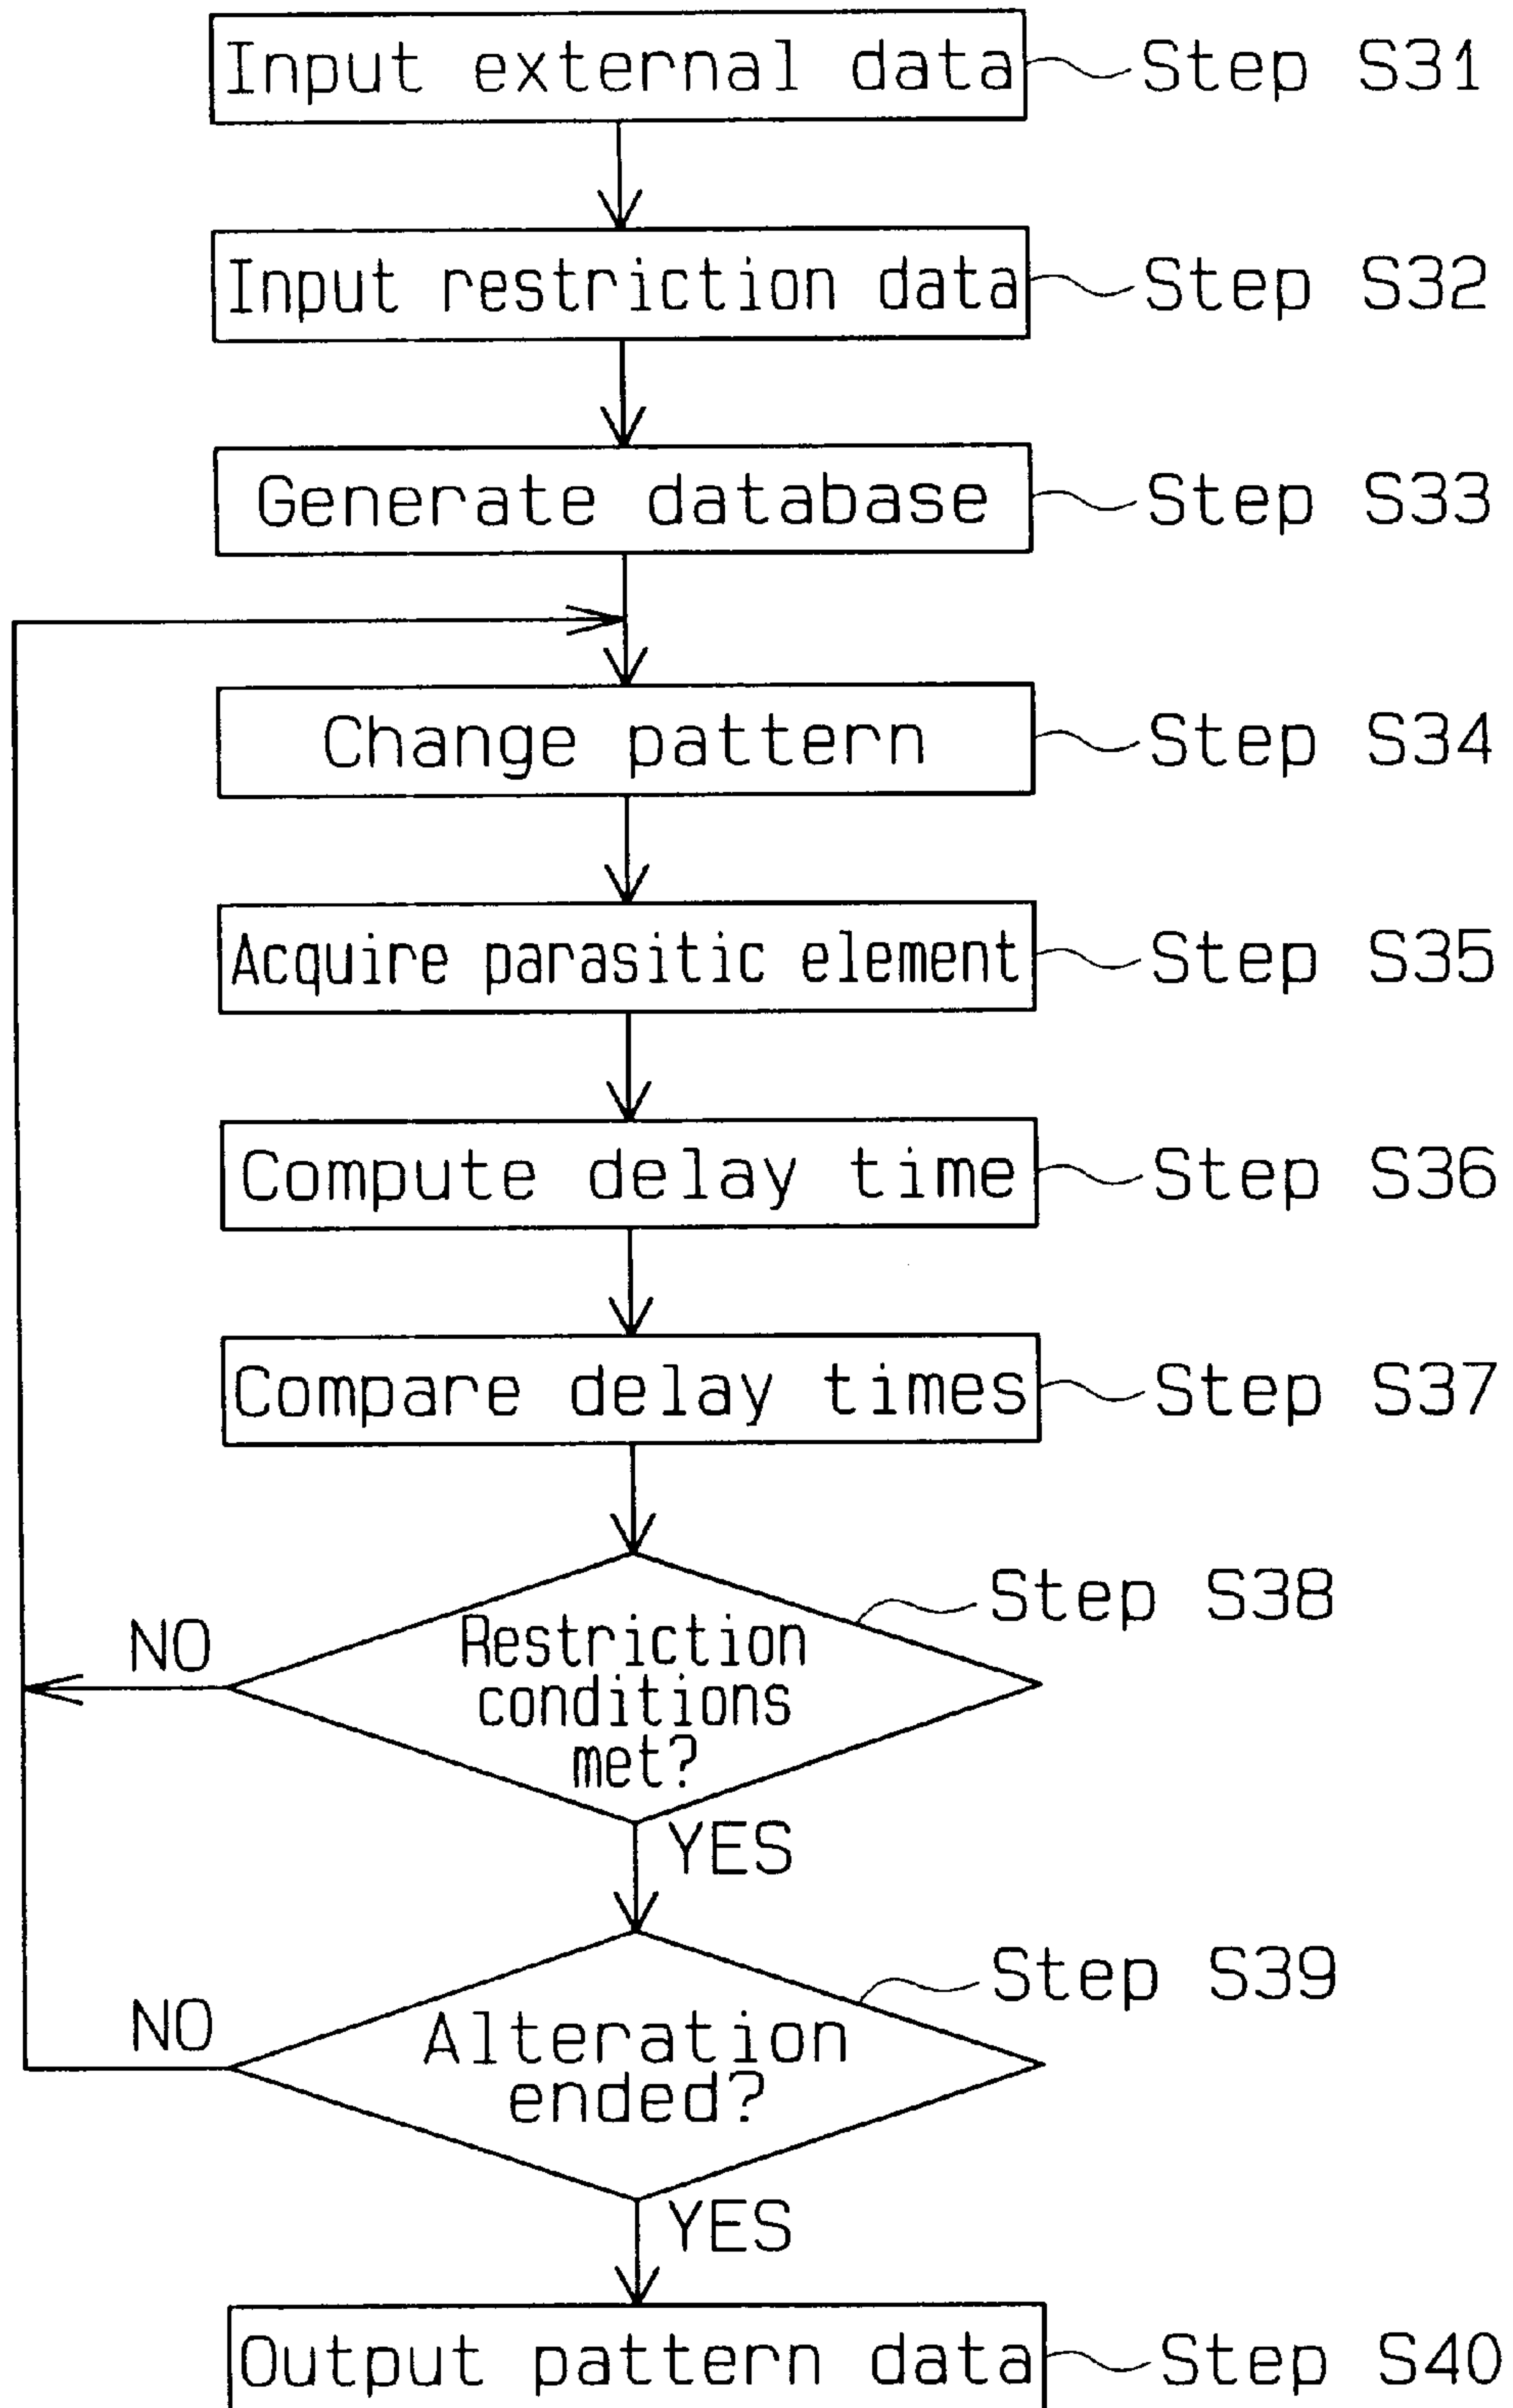 Input external data Step S31
Input restriction data Step S32
Generate database Step S33
Change pattern Step S34
Acquire parasitic element Step S35
Compute delay time Step S36
Compare delay times Step S37
Step S38
NO
Restriction
conditions
met?
YES
Step S39
NO
Alteration
ended?
YES
Output pattern data Step S40